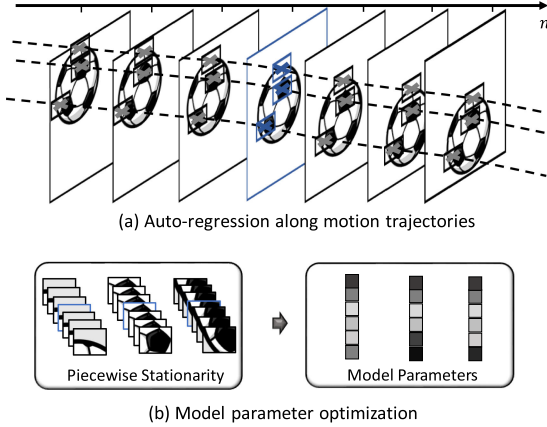 n
(a) Auto-regression along motion trajectories
Piecewise Stationarity
Model Parameters
(b) Model parameter optimization